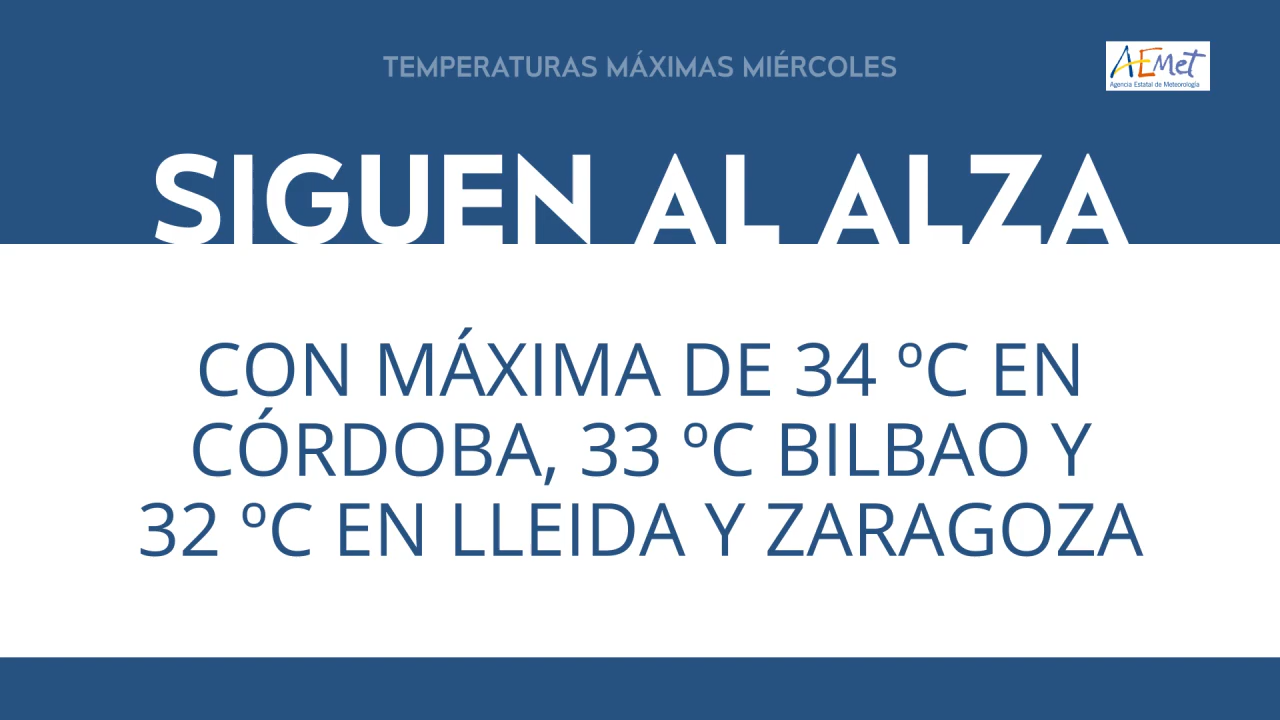 TEMPERATURAS MÁXIMAS MIÉRCOLES
AEMet
Agencia Estatal de Meteorología
SIGUEN AL ALZA
CON MÁXIMA DE 34 ºC EN
CÓRDOBA, 33 ºC BILBAO Y
32 ºC EN LLEIDA Y ZARAGOZA